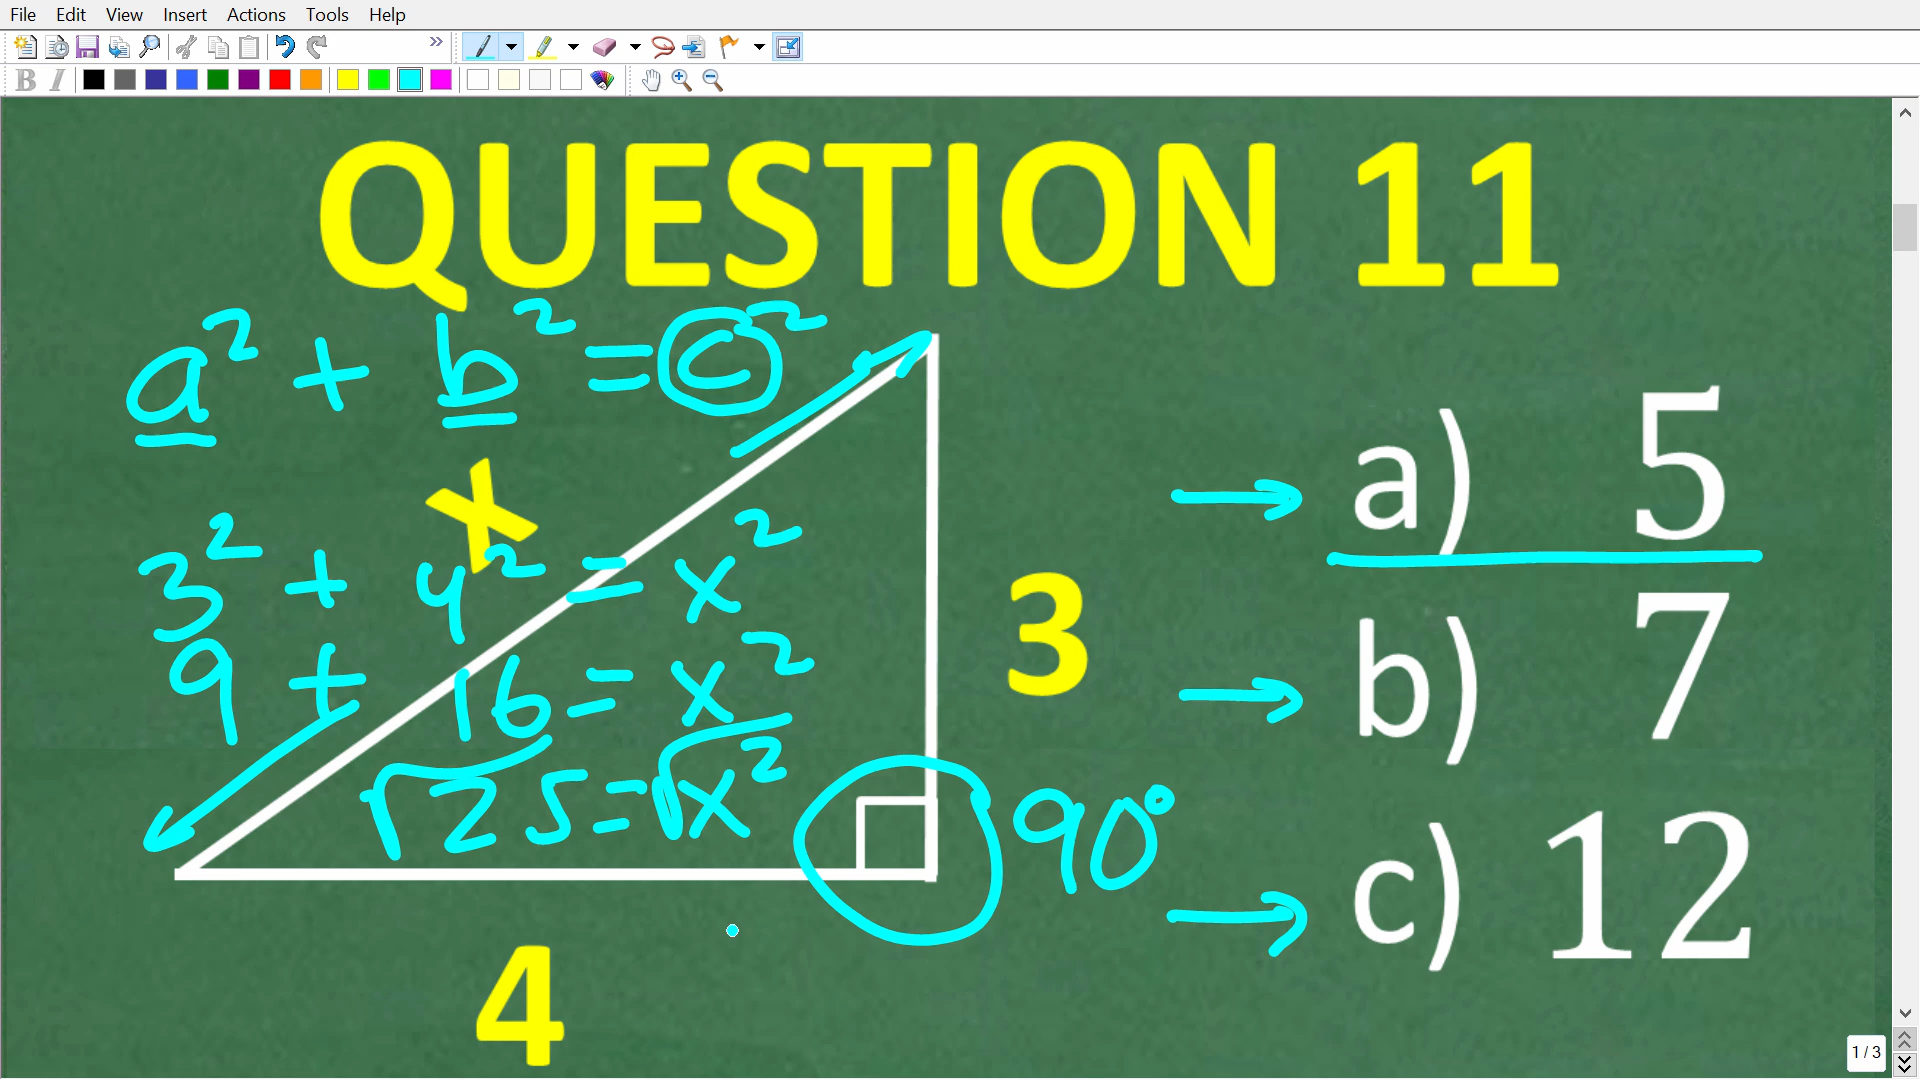 File Edit View Insert Actions Tools Help
B I
QUESTION 11
a² + b² = c²
x
3² + 4² = x²
9 + 16 = x²
√25 = √x²
3
90°
4
a) 5
b) 7
c) 12
1 / 3